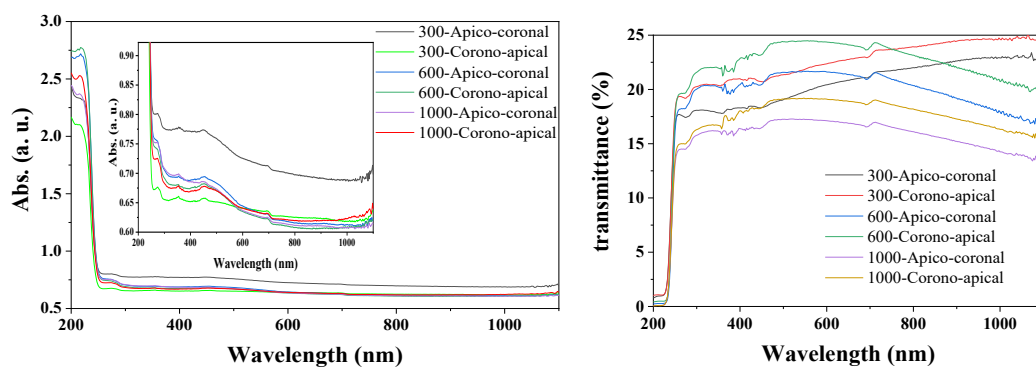 3.0
2.5
2.0
1.5
1.0
0.5
Abs. (a. u.)
200
400
600
800
1000
Wavelength (nm)
300-Apico-coronal
300-Corono-apical
600-Apico-coronal
600-Corono-apical
1000-Apico-coronal
1000-Corono-apical
0.90
0.85
0.80
0.75
0.70
0.65
0.60
Abs. (a. u.)
200
400
600
800
1000
Wavelength (nm)
25
20
15
10
5
0
transmittance (%)
200
400
600
800
1000
Wavelength (nm)
300-Apico-coronal
300-Corono-apical
600-Apico-coronal
600-Corono-apical
1000-Apico-coronal
1000-Corono-apical